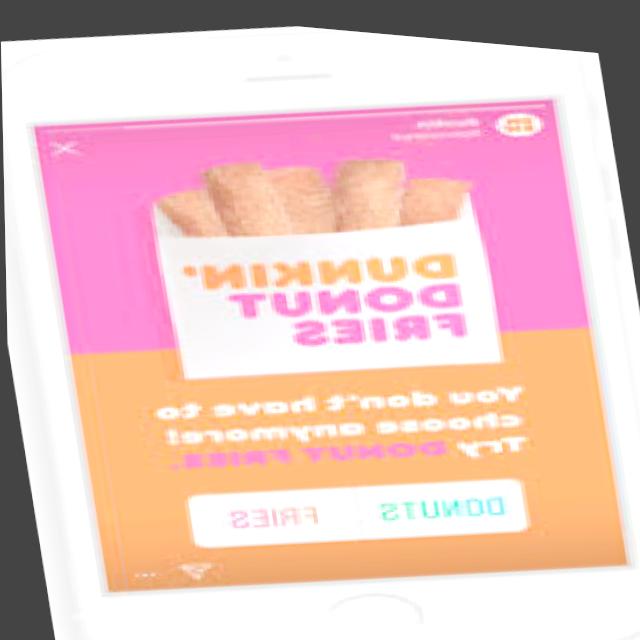 DUNKIN'
DONUT
FRIES
You don't have to
choose anymore!
Try DONUT FRIES.
DONUTS FRIES